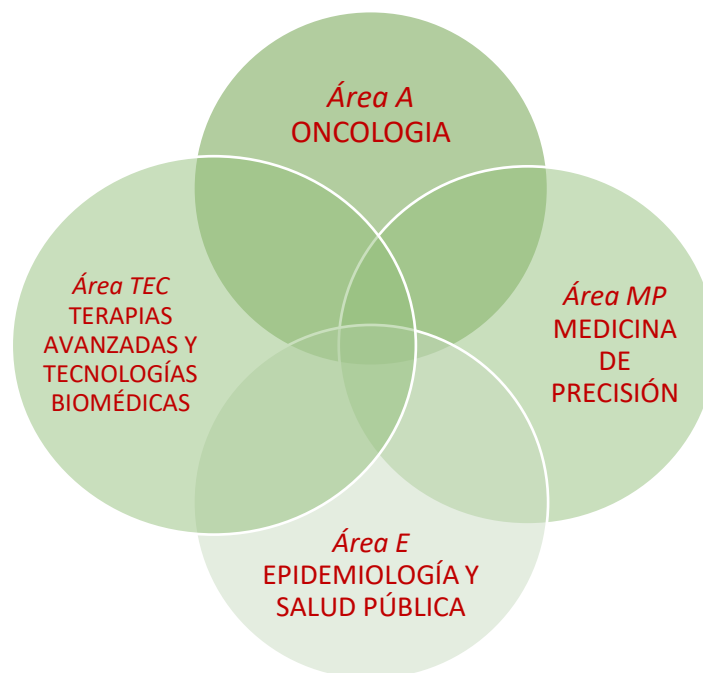 Área A
ONCOLOGIA
Área TEC
TERAPIAS
AVANZADAS Y
TECNOLOGÍAS
BIOMÉDICAS
Área MP
MEDICINA
DE
PRECISIÓN
Área E
EPIDEMIOLOGÍA Y
SALUD PÚBLICA